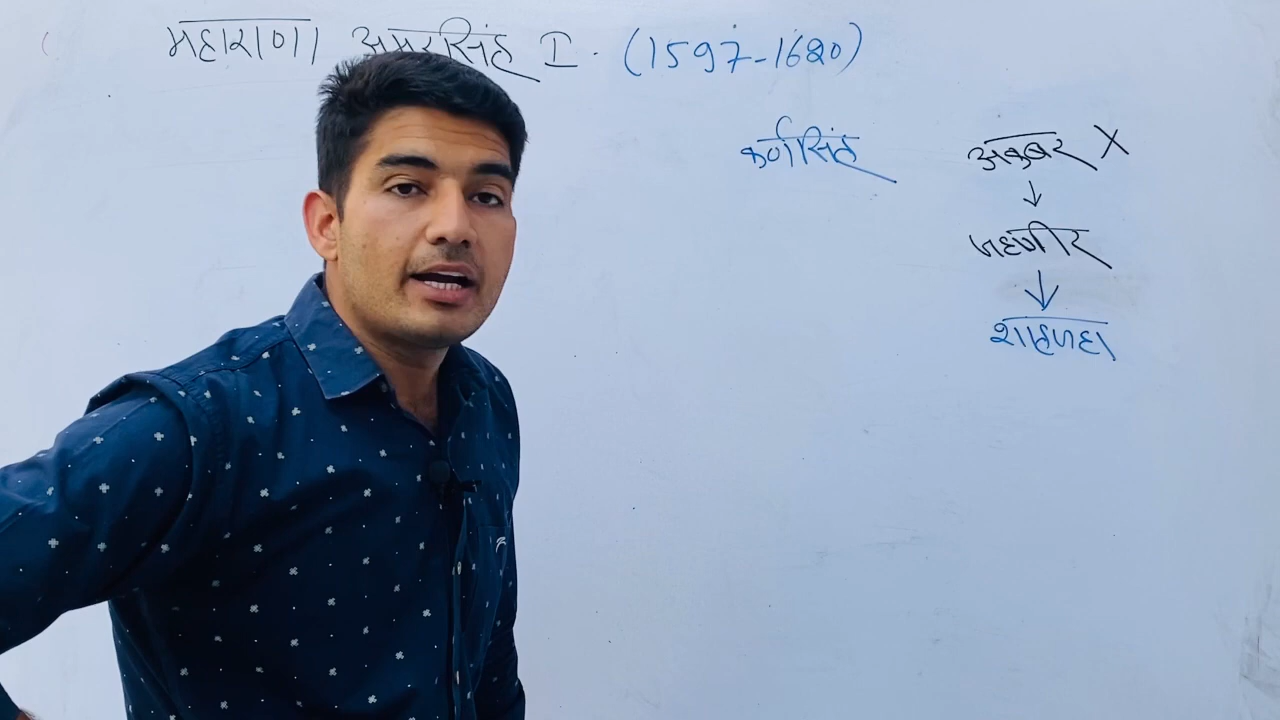 महाराणा अमरसिंह I. (1597-1620)
कर्णसिंह
अकबर X
↓
जहागीर
↓
शाहजहा